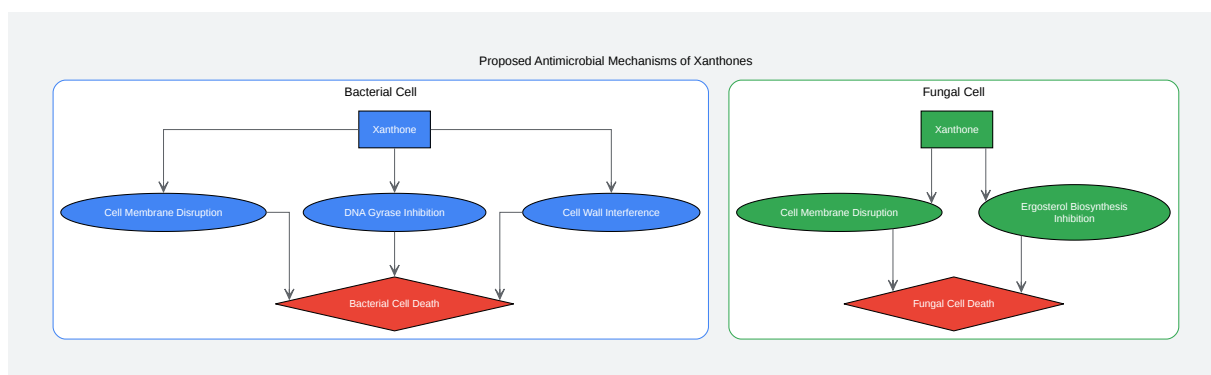 Proposed Antimicrobial Mechanisms of Xanthones
Bacterial Cell
Xanthone
Cell Membrane Disruption
DNA Gyrase Inhibition
Cell Wall Interference
Bacterial Cell Death
Fungal Cell
Xanthone
Cell Membrane Disruption
Ergosterol Biosynthesis
Inhibition
Fungal Cell Death